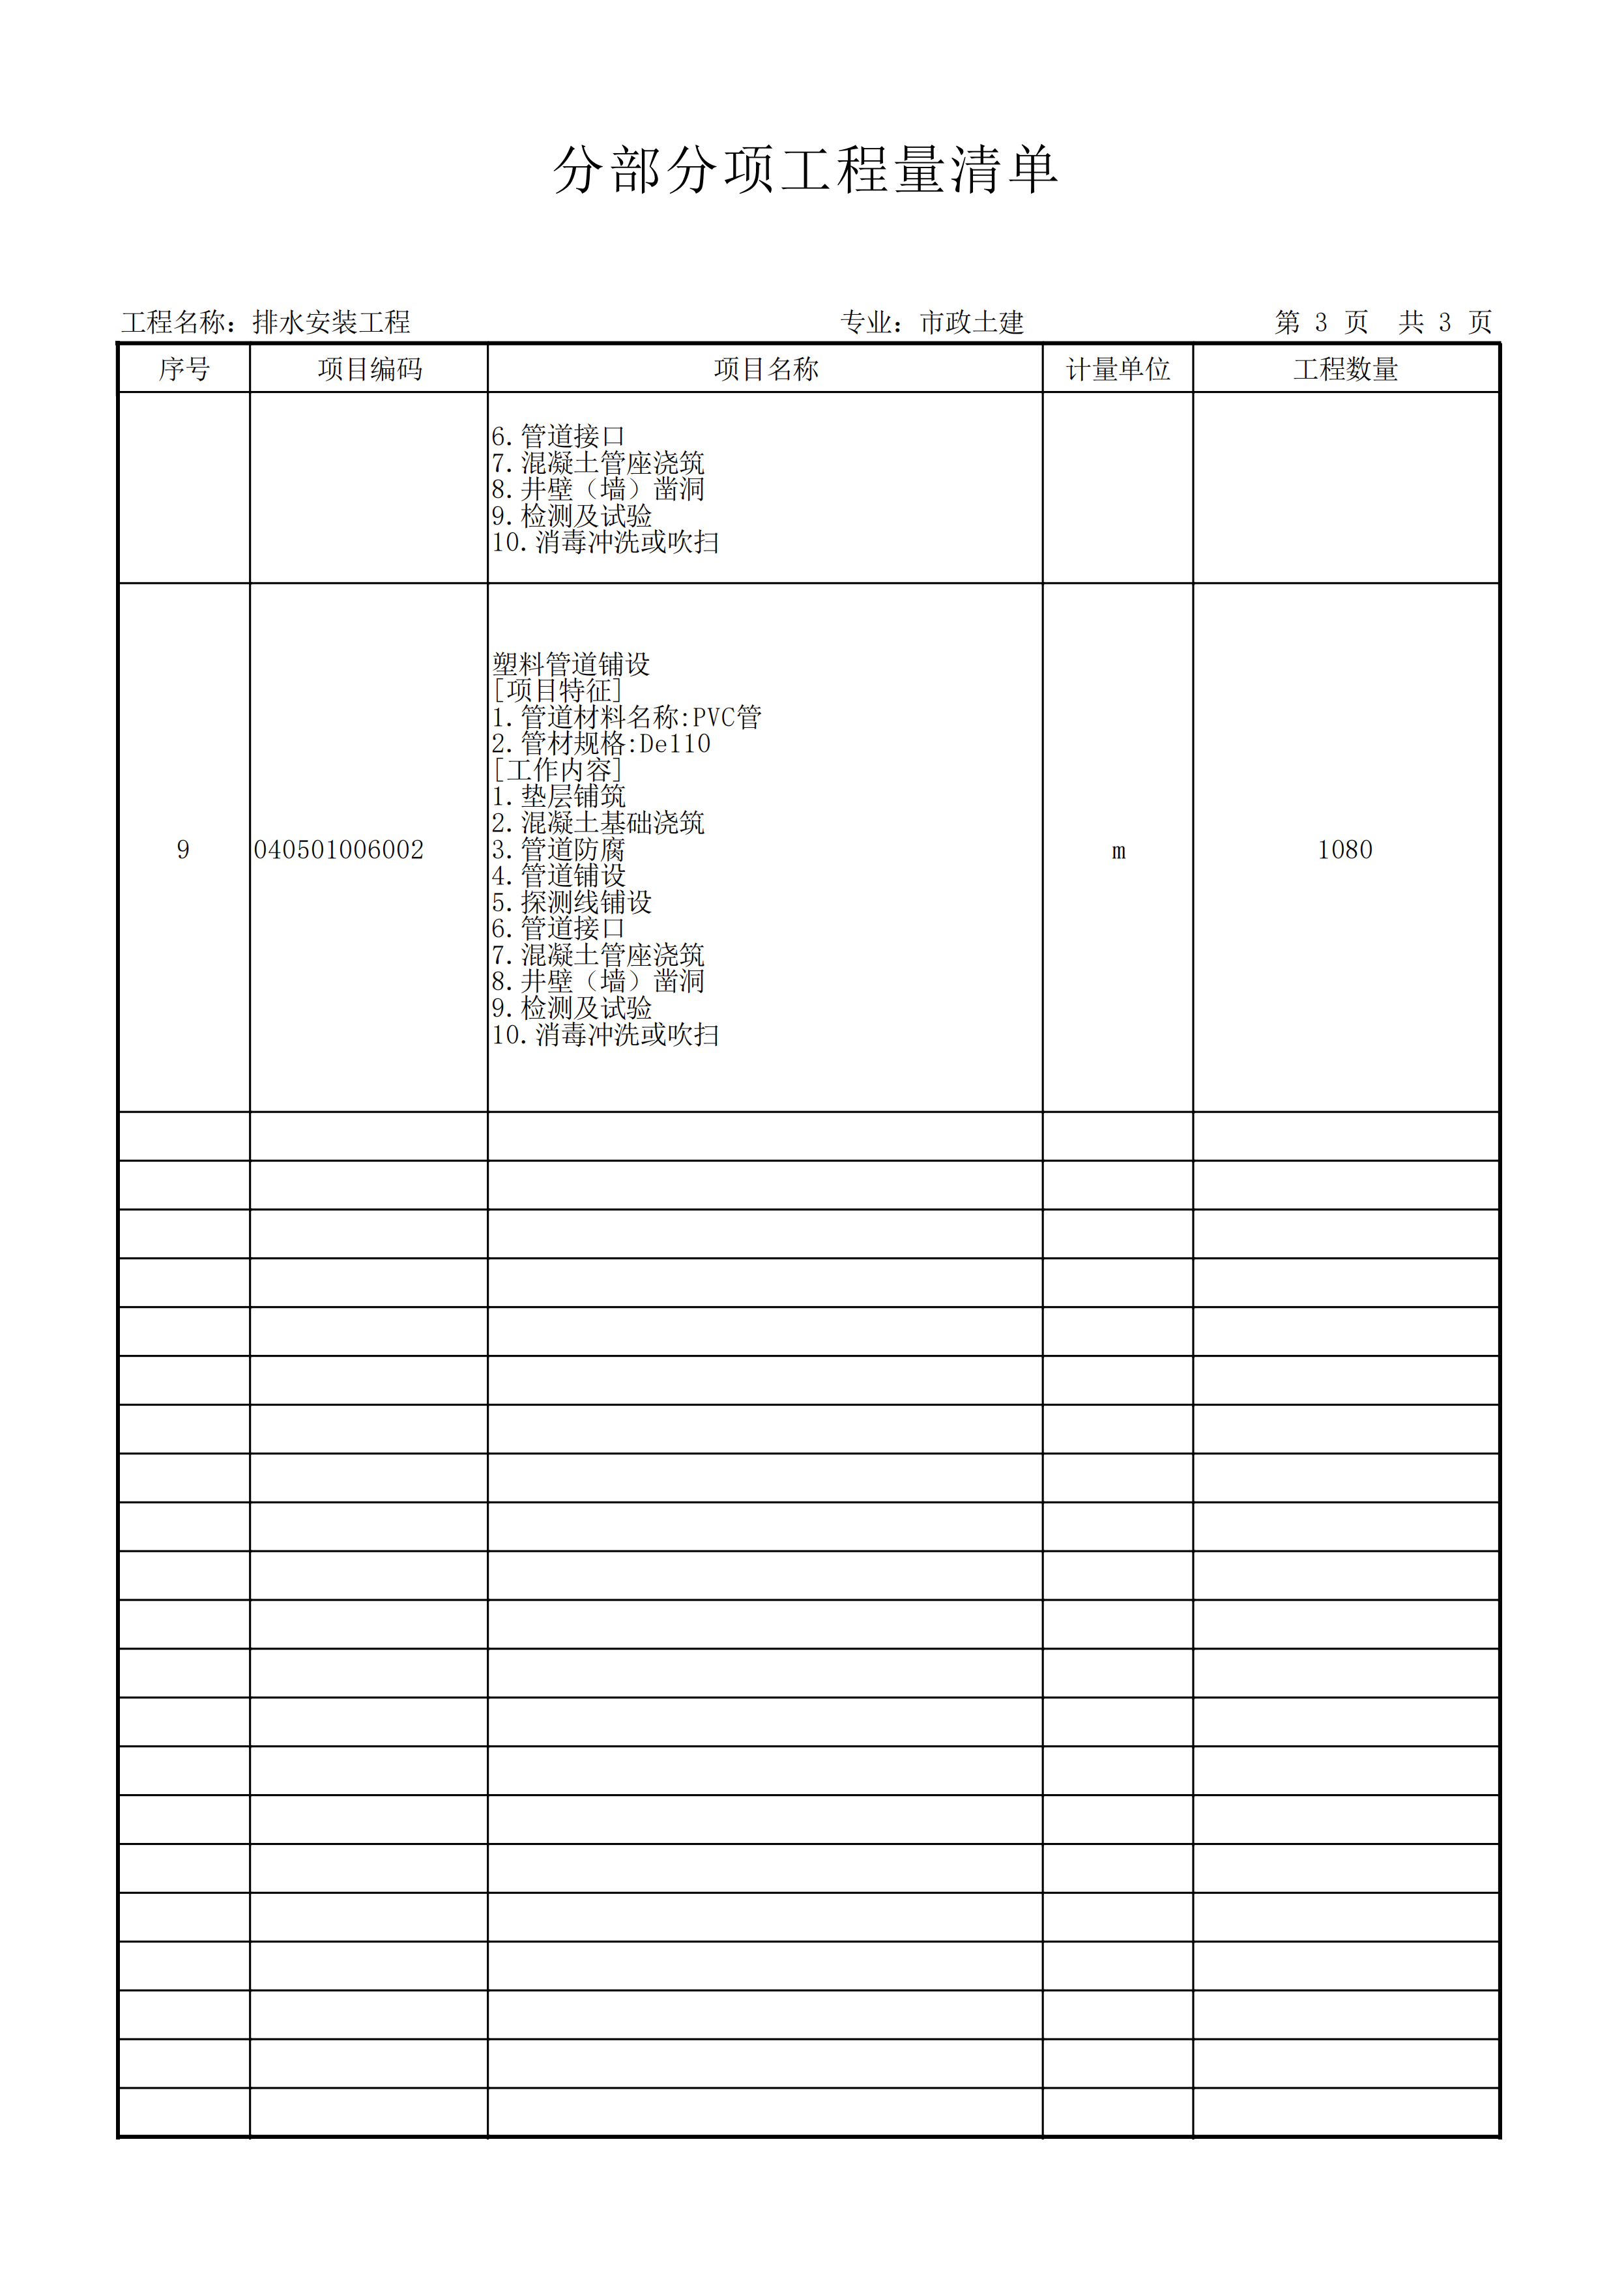 分部分项工程量清单
工程名称：排水安装工程 专业：市政土建 第 3 页 共 3 页
序号 项目编码 项目名称 计量单位 工程数量
6.管道接口
7.混凝土管座浇筑
8.井壁（墙）凿洞
9.检测及试验
10.消毒冲洗或吹扫
塑料管道铺设
[项目特征]
1.管道材料名称:PVC管
2.管材规格:De110
[工作内容]
1.垫层铺筑
2.混凝土基础浇筑
9 040501006002 3.管道防腐 m 1080
4.管道铺设
5.探测线铺设
6.管道接口
7.混凝土管座浇筑
8.井壁（墙）凿洞
9.检测及试验
10.消毒冲洗或吹扫